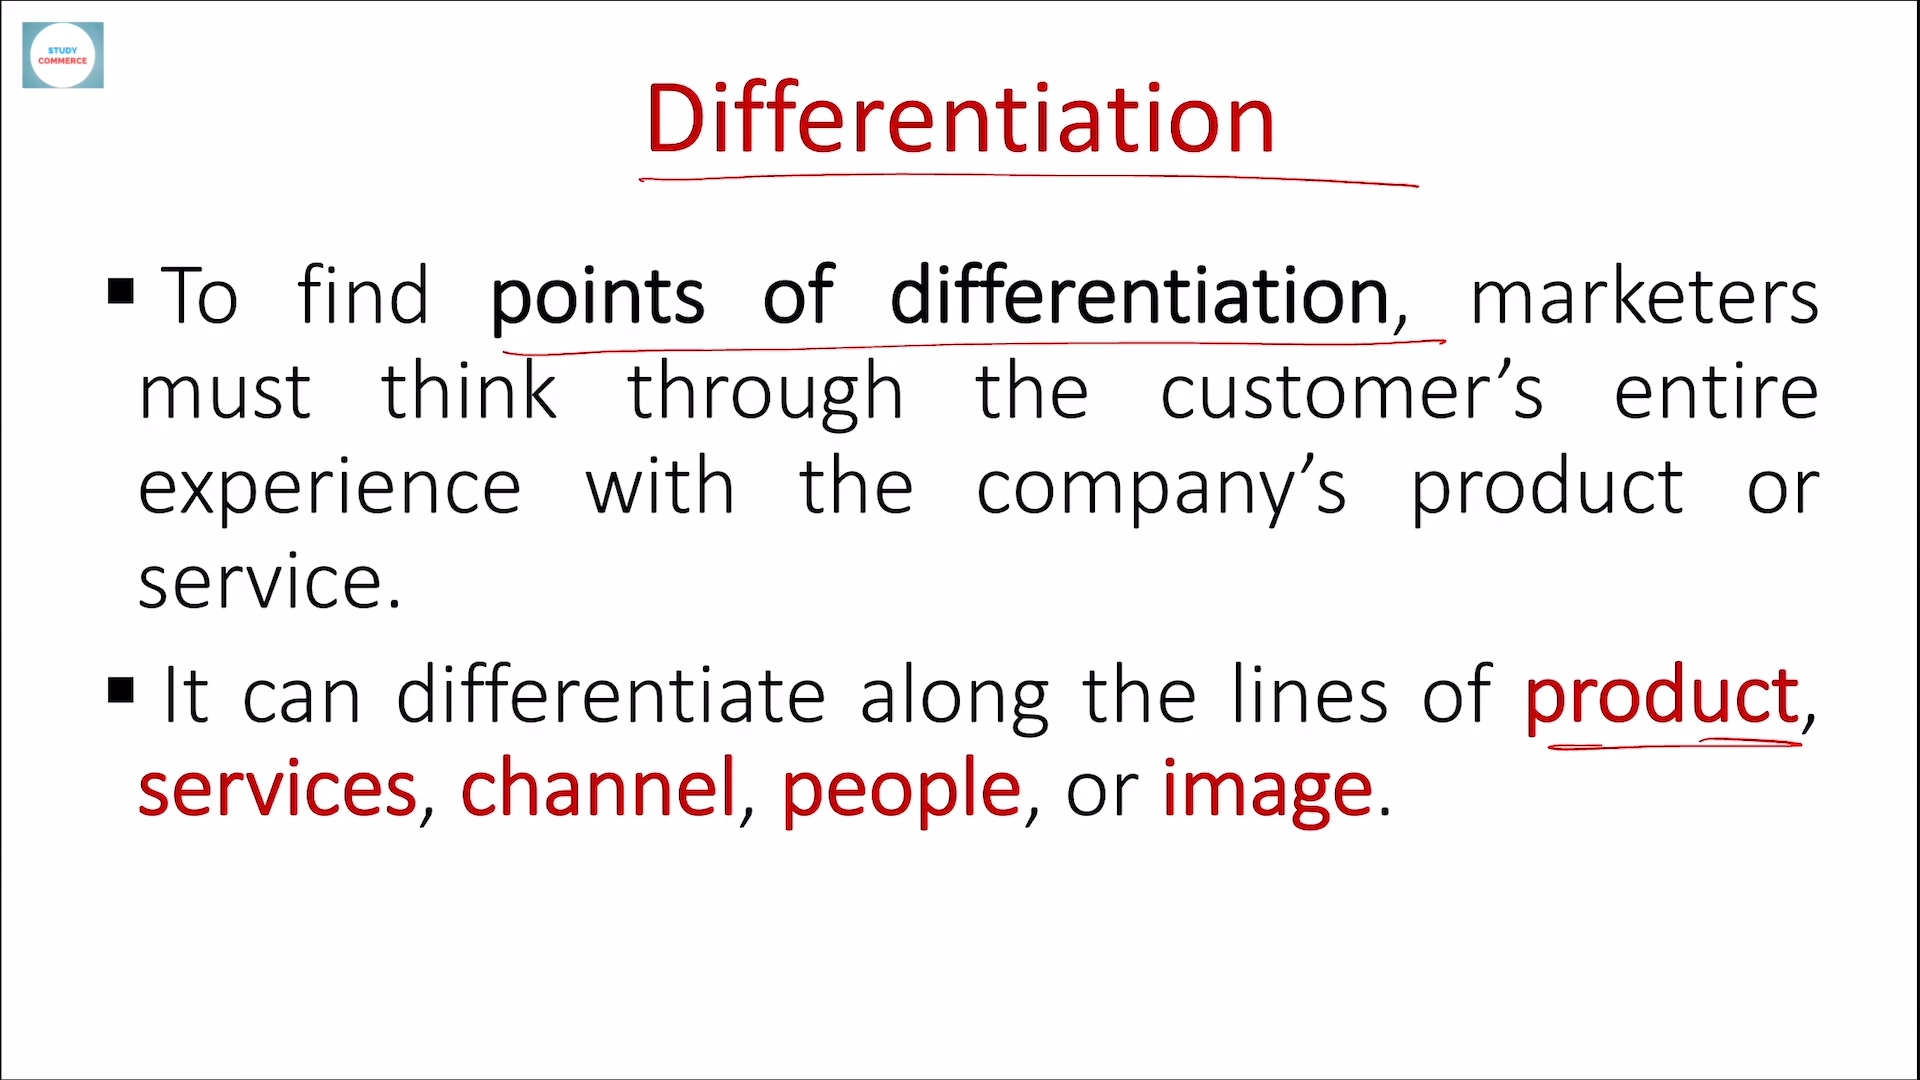 STUDY
COMMERCE
Differentiation
▪ To find points of differentiation, marketers
must think through the customer’s entire
experience with the company’s product or
service.
▪ It can differentiate along the lines of product,
services, channel, people, or image.